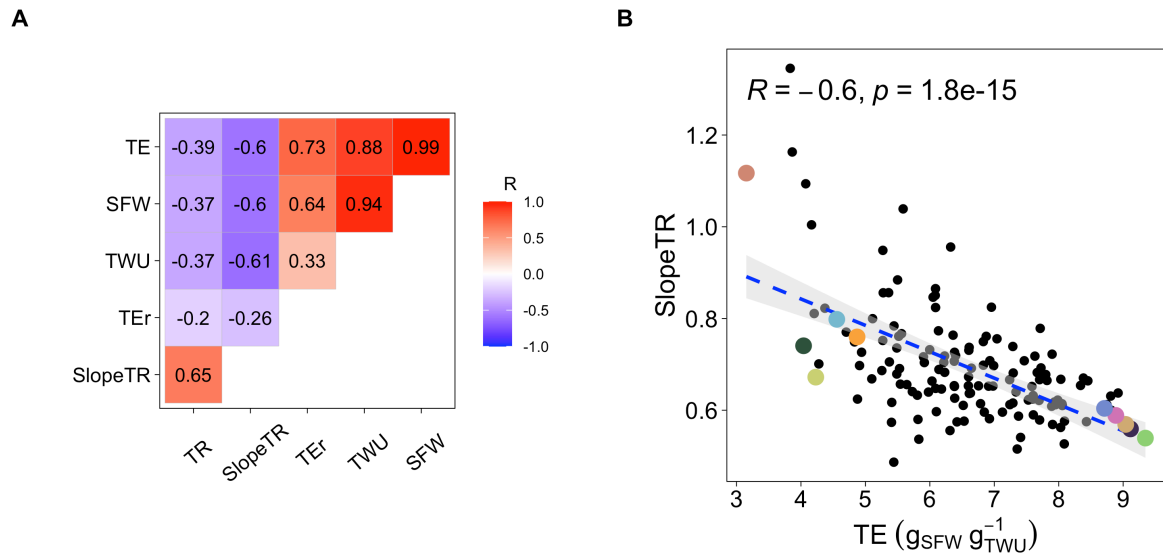 A
TE -0.39 -0.6 0.73 0.88 0.99
SFW -0.37 -0.6 0.64 0.94
TWU -0.37 -0.61 0.33
TEr -0.2 -0.26
SlopeTR 0.65
TR SlopeTR TEr TWU SFW
R
1.0
0.5
0.0
-0.5
-1.0
B
R = − 0.6, p = 1.8e-15
SlopeTR
1.2
1.0
0.8
0.6
3 4 5 6 7 8 9
TE (g_SFW g_TWU^-1)